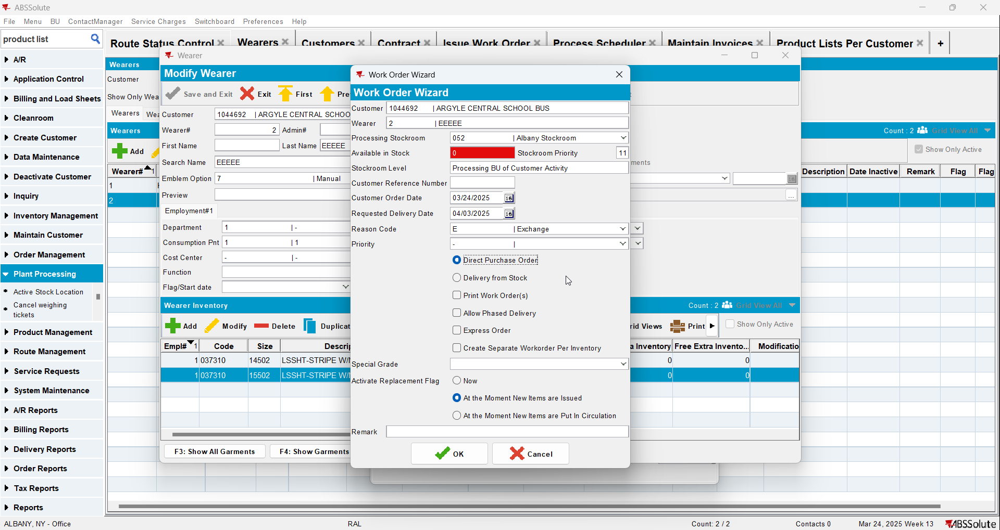 ABSSolute
File Menu BU ContactManager Service Charges Switchboard Preferences Help
product list
Route Status Control Wearers Customers Contract Issue Work Order Process Scheduler Maintain Invoices Product Lists Per Customer +
A/R
Application Control
Billing and Load Sheets
Cleanroom
Create Customer
Data Maintenance
Deactivate Customer
Inquiry
Inventory Management
Maintain Customer
Order Management
Plant Processing
Active Stock Location
Cancel weighing
tickets
Product Management
Route Management
Service Requests
System Maintenance
A/R Reports
Billing Reports
Delivery Reports
Order Reports
Tax Reports
Reports
Wearers
Customer
Show Only Wea
Wearers Wea
Wearers
Count : 2 Grid View All
Add
Show Only Active
Wearer# 1 Description Date Inactive Remark Flag Flag
1
2
Wearer
Modify Wearer
Save and Exit Exit First Pre
Customer 1044692 | ARGYLE CENTRAL SCHOO
Wearer# 2 Admin#
First Name Last Name EEEEE
Search Name EEEEE
ments
Emblem Option 7 | Manual
16
Preview
...
Employment#1
Department 1 | -
Consumption Pnt 1 | 1
Cost Center - | -
Function
Flag/Start date
Wearer Inventory
Count : 2 Grid View All
Add Modify Delete Duplicat rid Views Print Show Only Active
Empl# 1 Code Size Descrip a Inventory Free Extra Invento... Modificatio
1 037310 14502 LSSHT-STRIPE W/ 0 0
1 037310 15502 LSSHT-STRIPE W/ 0 0
F3: Show All Garments F4: Show Garments
Work Order Wizard
Work Order Wizard
Customer 1044692 | ARGYLE CENTRAL SCHOOL BUS
Wearer 2 | EEEEE
Processing Stockroom 052 | Albany Stockroom
Available in Stock 0 Stockroom Priority 11
Stockroom Level Processing BU of Customer Activity
Customer Reference Number
Customer Order Date 03/24/2025 16
Requested Delivery Date 04/03/2025 16
Reason Code E | Exchange
Priority - |
Direct Purchase Order
Delivery from Stock
Print Work Order(s)
Allow Phased Delivery
Express Order
Create Separate Workorder Per Inventory
Special Grade
Activate Replacement Flag Now
At the Moment New Items are Issued
At the Moment New Items are Put In Circulation
Remark
OK Cancel
ALBANY, NY - Office RAL Count: 2 / 2 Contacts 0 Mar 24, 2025 Week 13 ABSSolute